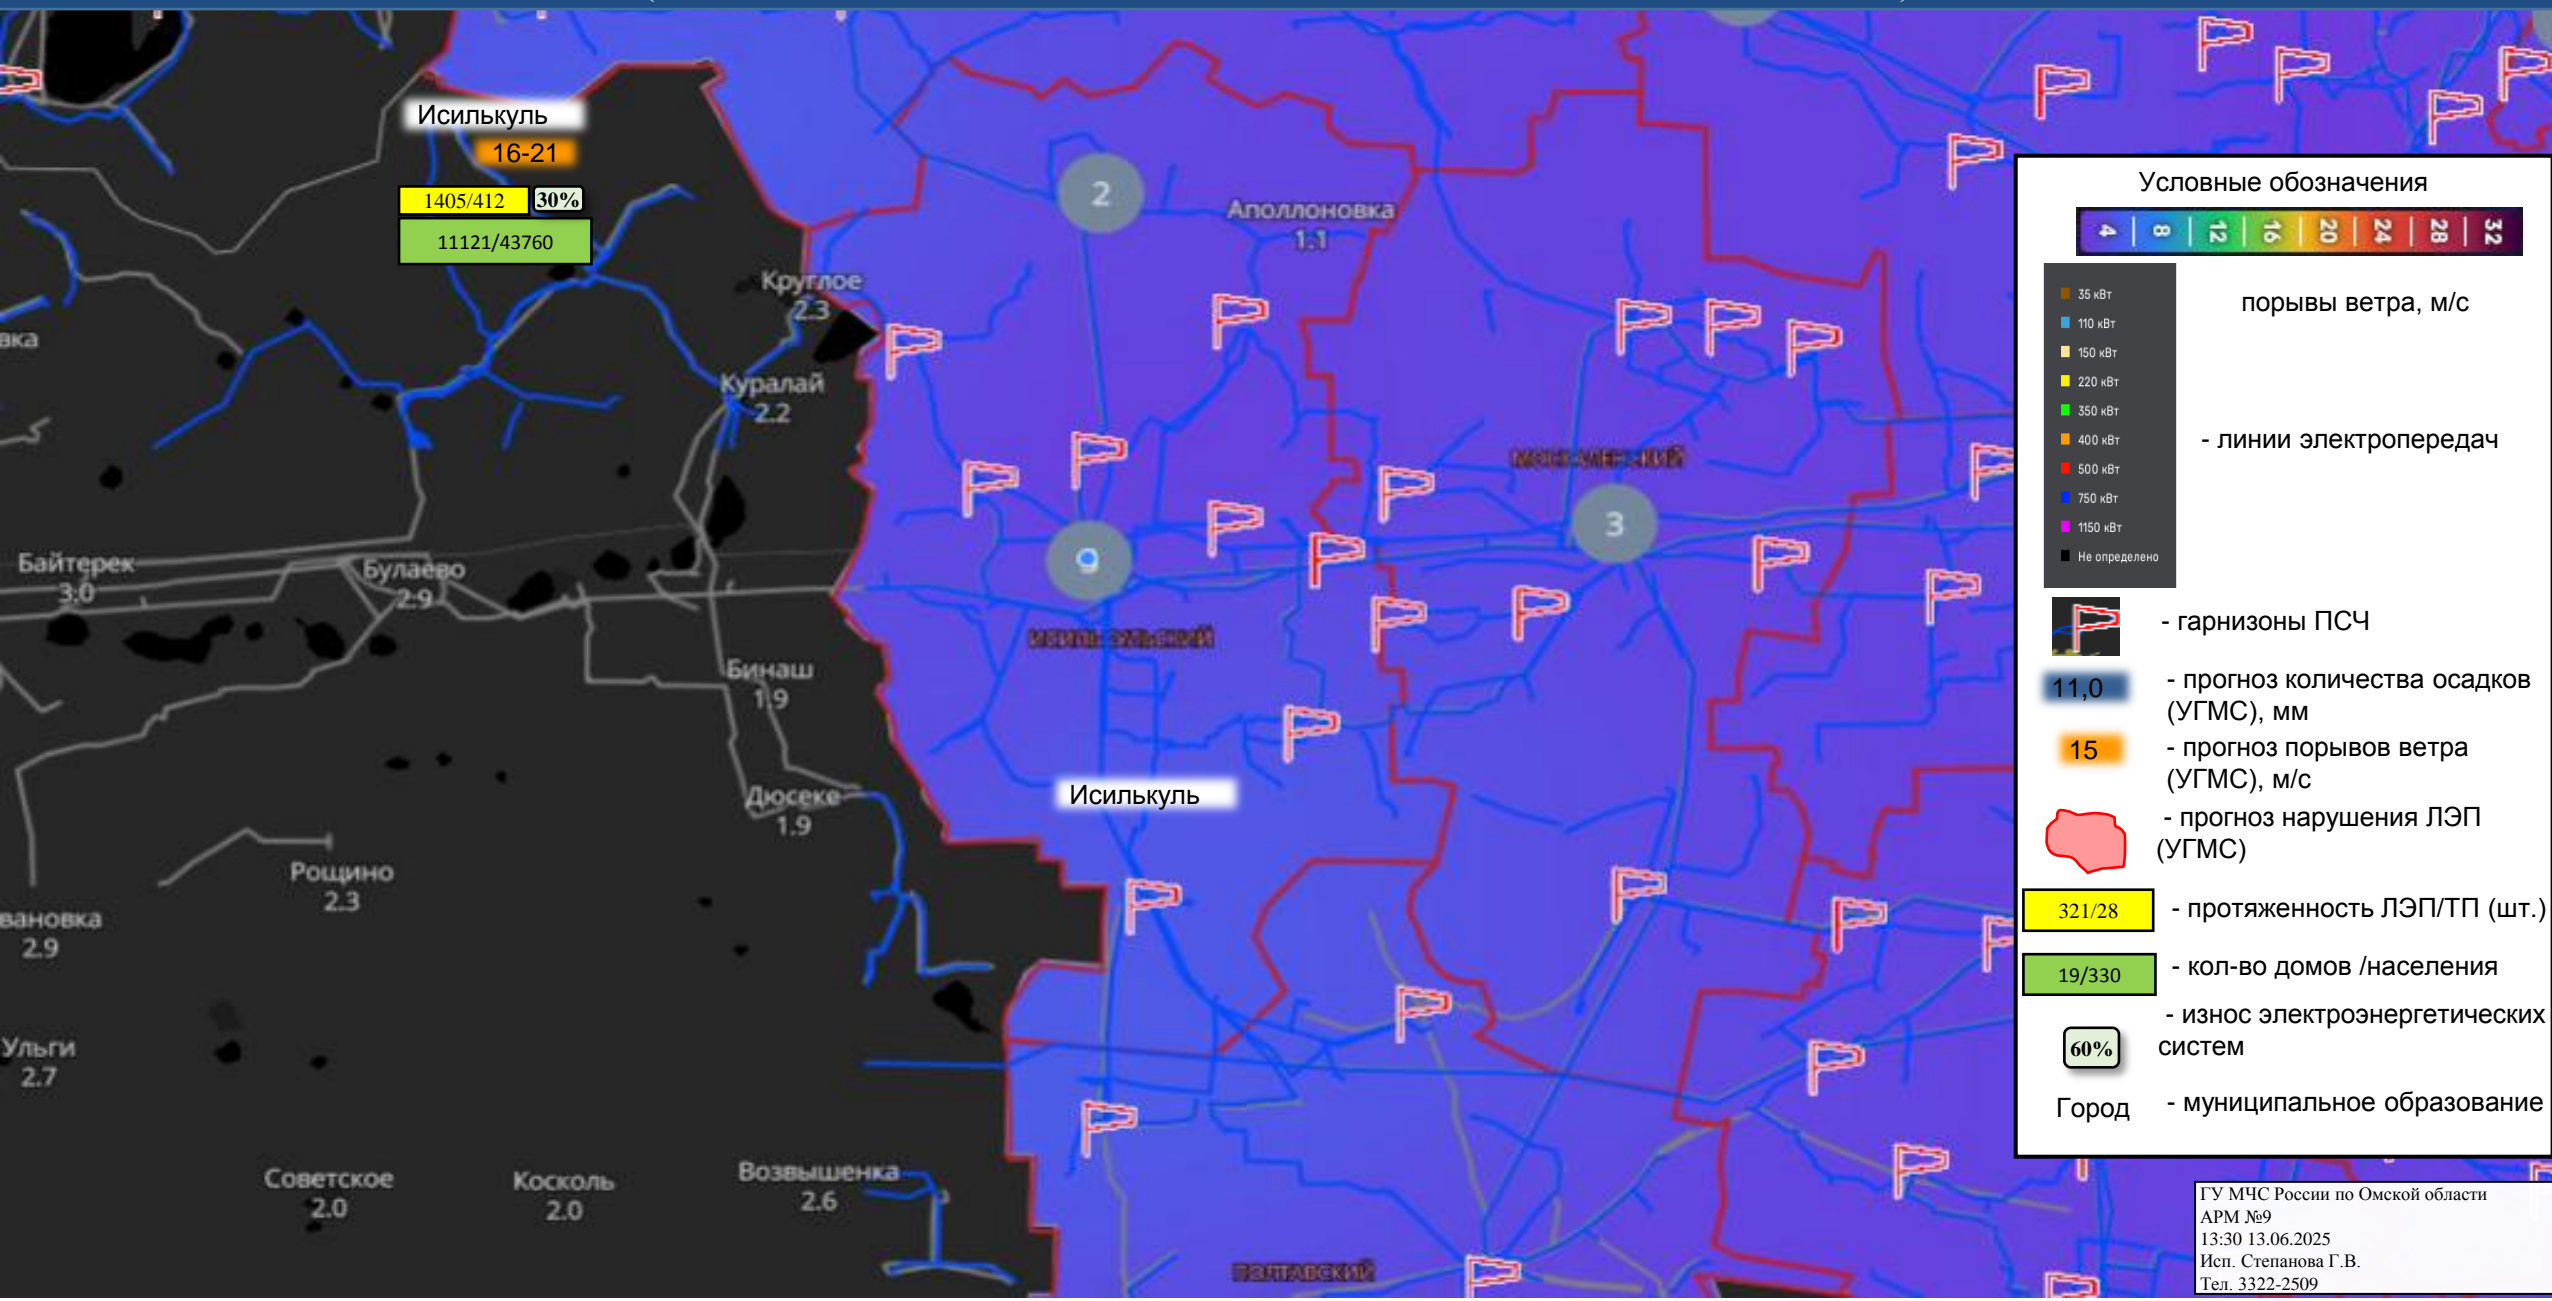 Исилькуль
16-21
1405/412 30%
11121/43760
2
Аполлоновка
1.1
Круглое
2.3
вка
Куралай
2.2
МОСКАЛЕНСКИЙ
3
9
Байтерек
3.0
Булаево
2.9
ИСИЛЬКУЛЬСКИЙ
Бинаш
1.9
Исилькуль
Дюсеке
1.9
Рощино
2.3
вановка
2.9
Ульги
2.7
Советское
2.0
Косколь
2.0
Возвышенка
2.6
ПОЛТАВСКИЙ
Условные обозначения
4 8 12 16 20 24 28 32
порывы ветра, м/с
35 кВт
110 кВт
150 кВт
220 кВт
350 кВт
400 кВт
500 кВт
750 кВт
1150 кВт
Не определено
- линии электропередач
- гарнизоны ПСЧ
11,0 - прогноз количества осадков
(УГМС), мм
15 - прогноз порывов ветра
(УГМС), м/с
- прогноз нарушения ЛЭП
(УГМС)
321/28 - протяженность ЛЭП/ТП (шт.)
19/330 - кол-во домов /населения
- износ электроэнергетических
60% систем
Город - муниципальное образование
ГУ МЧС России по Омской области
АРМ №9
13:30 13.06.2025
Исп. Степанова Г.В.
Тел. 3322-2509